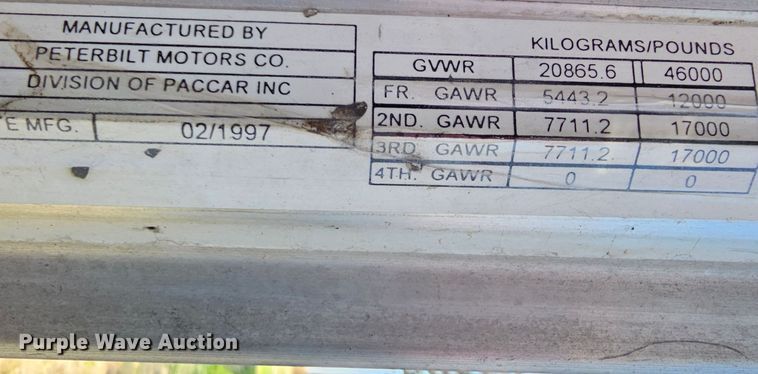 MANUFACTURED BY
PETERBILT MOTORS CO.
DIVISION OF PACCAR INC
E MFG. 02/1997
KILOGRAMS/POUNDS
GVWR 20865.6 46000
FR. GAWR 5443.2 12000
2ND. GAWR 7711.2 17000
3RD. GAWR 7711.2 17000
4TH. GAWR 0 0
Purple Wave Auction